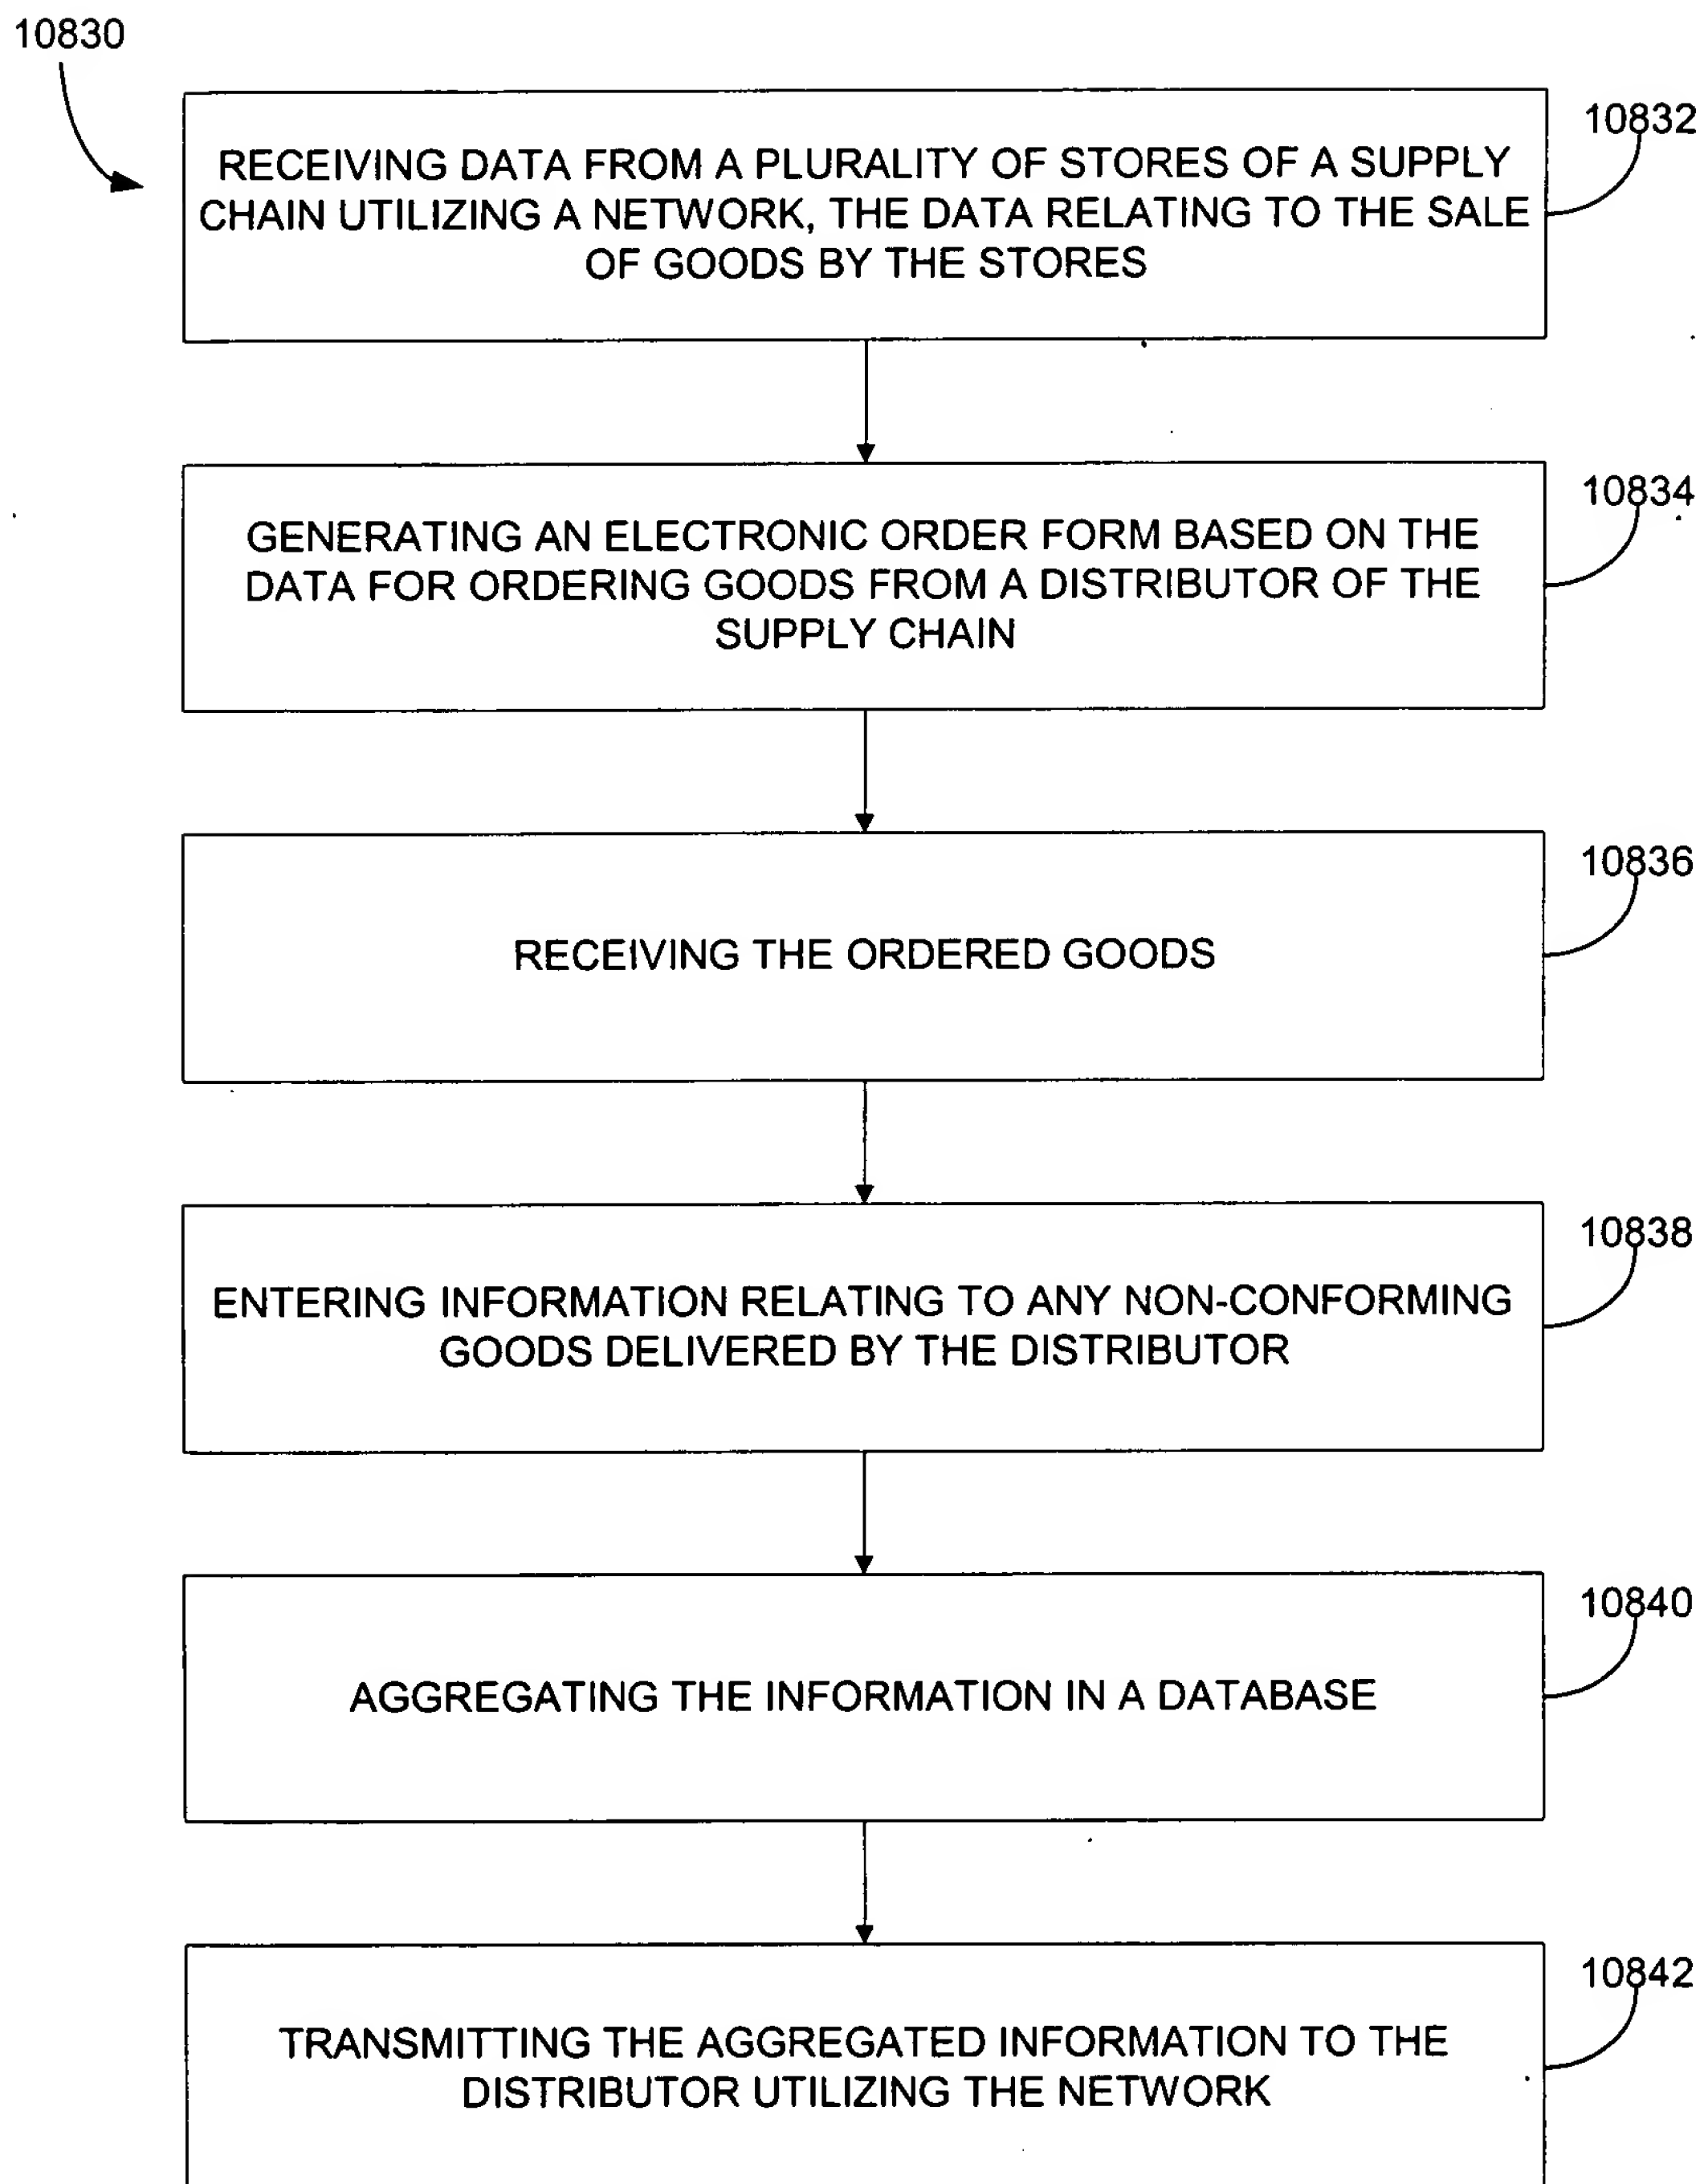 10830
10832
RECEIVING DATA FROM A PLURALITY OF STORES OF A SUPPLY
CHAIN UTILIZING A NETWORK, THE DATA RELATING TO THE SALE
OF GOODS BY THE STORES
10834
GENERATING AN ELECTRONIC ORDER FORM BASED ON THE
DATA FOR ORDERING GOODS FROM A DISTRIBUTOR OF THE
SUPPLY CHAIN
10836
RECEIVING THE ORDERED GOODS
10838
ENTERING INFORMATION RELATING TO ANY NON-CONFORMING
GOODS DELIVERED BY THE DISTRIBUTOR
10840
AGGREGATING THE INFORMATION IN A DATABASE
10842
TRANSMITTING THE AGGREGATED INFORMATION TO THE
DISTRIBUTOR UTILIZING THE NETWORK